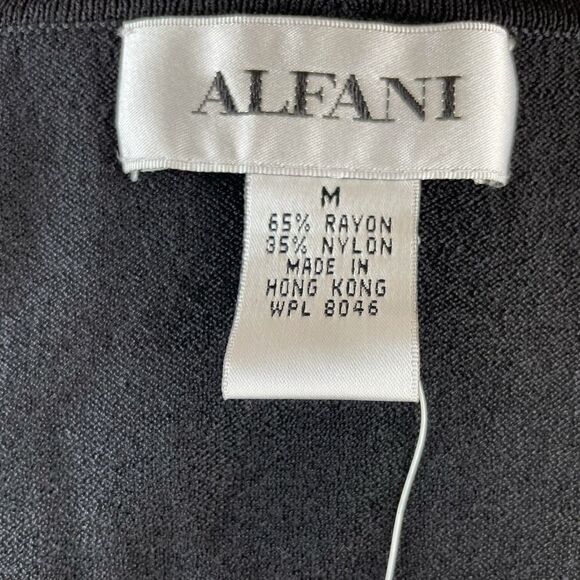 ALFANI
M
65% RAYON
35% NYLON
MADE IN
HONG KONG
WPL 8046